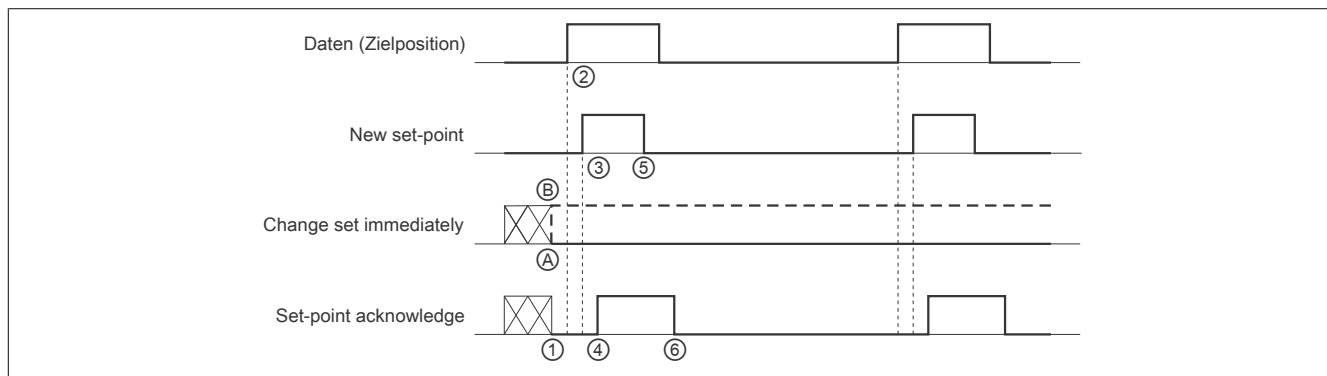 Daten (Zielposition)
②
New set-point
③ ⑤
Ⓑ
Change set immediately
Ⓐ
Set-point acknowledge
① ④ ⑥